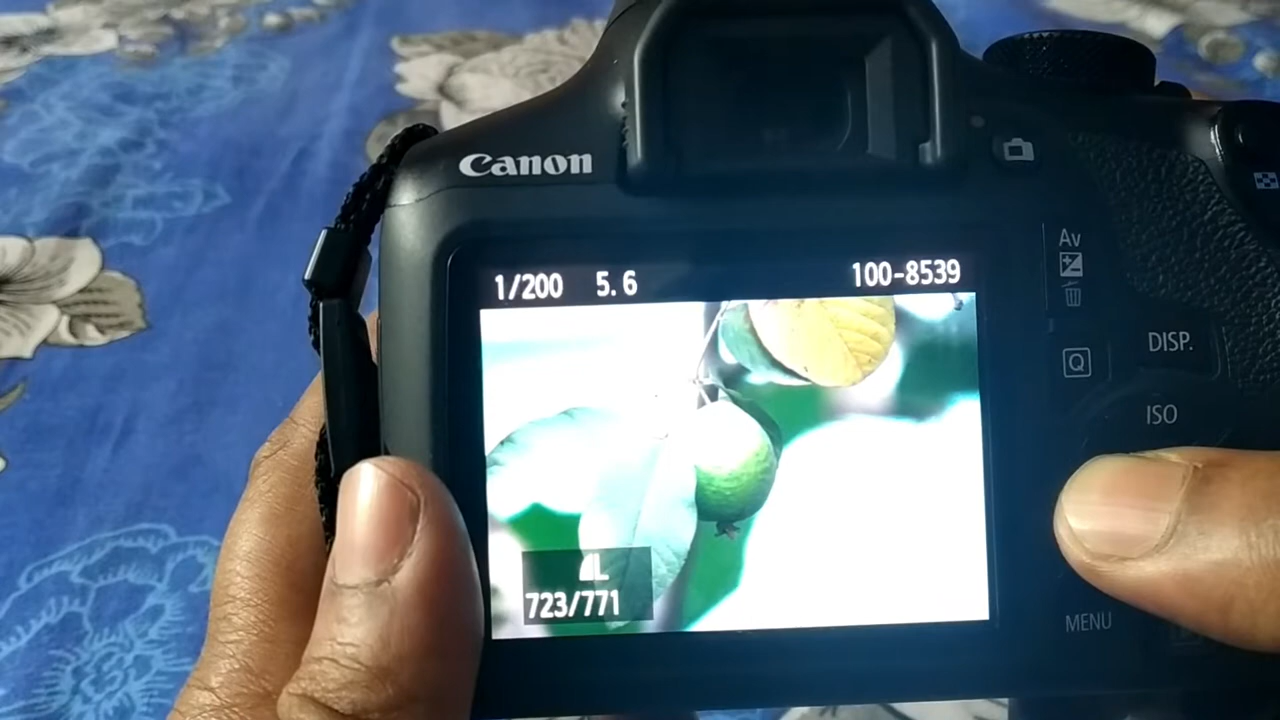 Canon
1/200 5.6 100-8539
Av
Q
DISP.
ISO
L
723/771
MENU